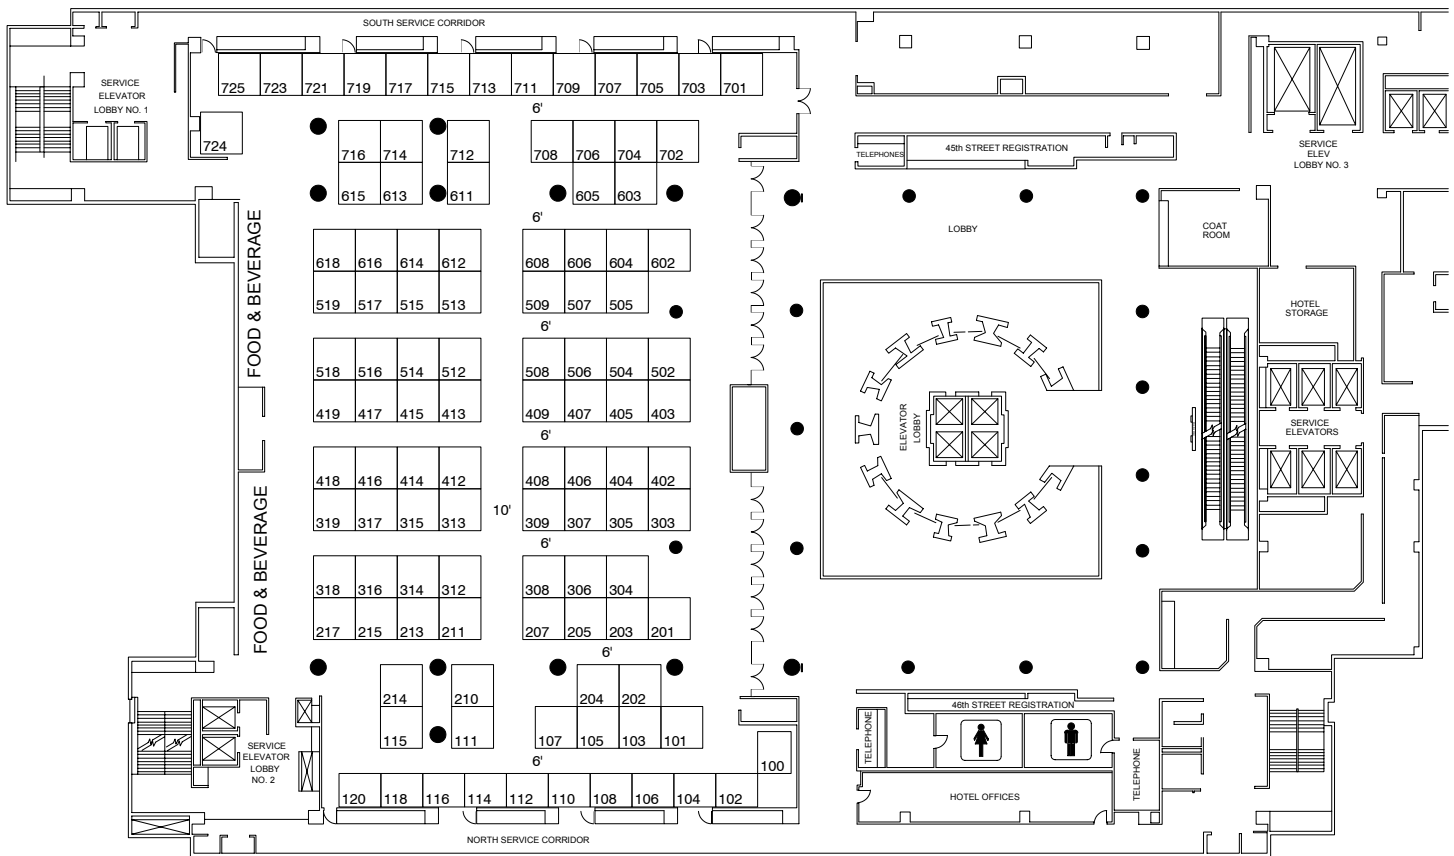 SOUTH SERVICE CORRIDOR
SERVICE
ELEVATOR
LOBBY NO. 1
725 723 721 719 717 715 713 711 709 707 705 703 701
6'
724
716 714 712 708 706 704 702
615 613 611 605 603
TELEPHONES
45th STREET REGISTRATION
SERVICE
ELEV
LOBBY NO. 3
6'
FOOD & BEVERAGE
LOBBY
COAT
ROOM
618 616 614 612 608 606 604 602
519 517 515 513 509 507 505
HOTEL
STORAGE
6'
518 516 514 512 508 506 504 502
419 417 415 413 409 407 405 403
ELEVATOR
LOBBY
SERVICE
ELEVATORS
6'
418 416 414 412 408 406 404 402
319 317 315 313 10' 309 307 305 303
FOOD & BEVERAGE
6'
318 316 314 312 308 306 304
217 215 213 211 207 205 203 201
6'
214 210 204 202
115 111 107 105 103 101
46th STREET REGISTRATION
TELEPHONE
TELEPHONE
SERVICE
ELEVATOR
LOBBY
NO. 2
6'
100
120 118 116 114 112 110 108 106 104 102
HOTEL OFFICES
NORTH SERVICE CORRIDOR